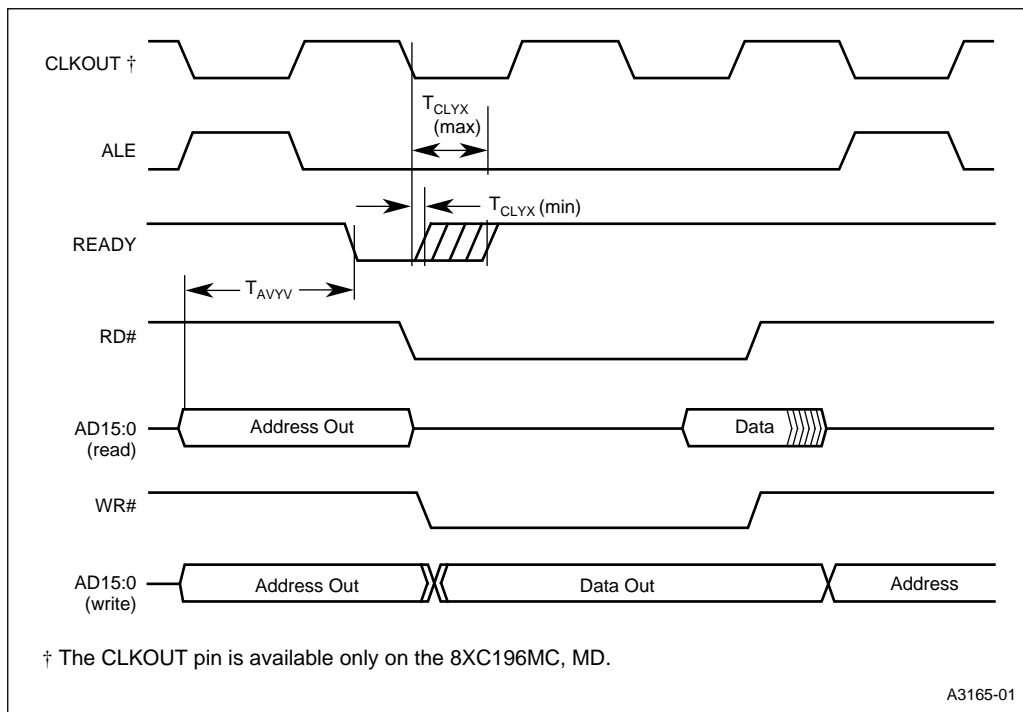 CLKOUT †
T_CLYX
(max)
ALE
T_CLYX (min)
READY
T_AVYV
RD#
AD15:0
(read)
Address Out
Data
WR#
AD15:0
(write)
Address Out
Data Out
Address
† The CLKOUT pin is available only on the 8XC196MC, MD.
A3165-01